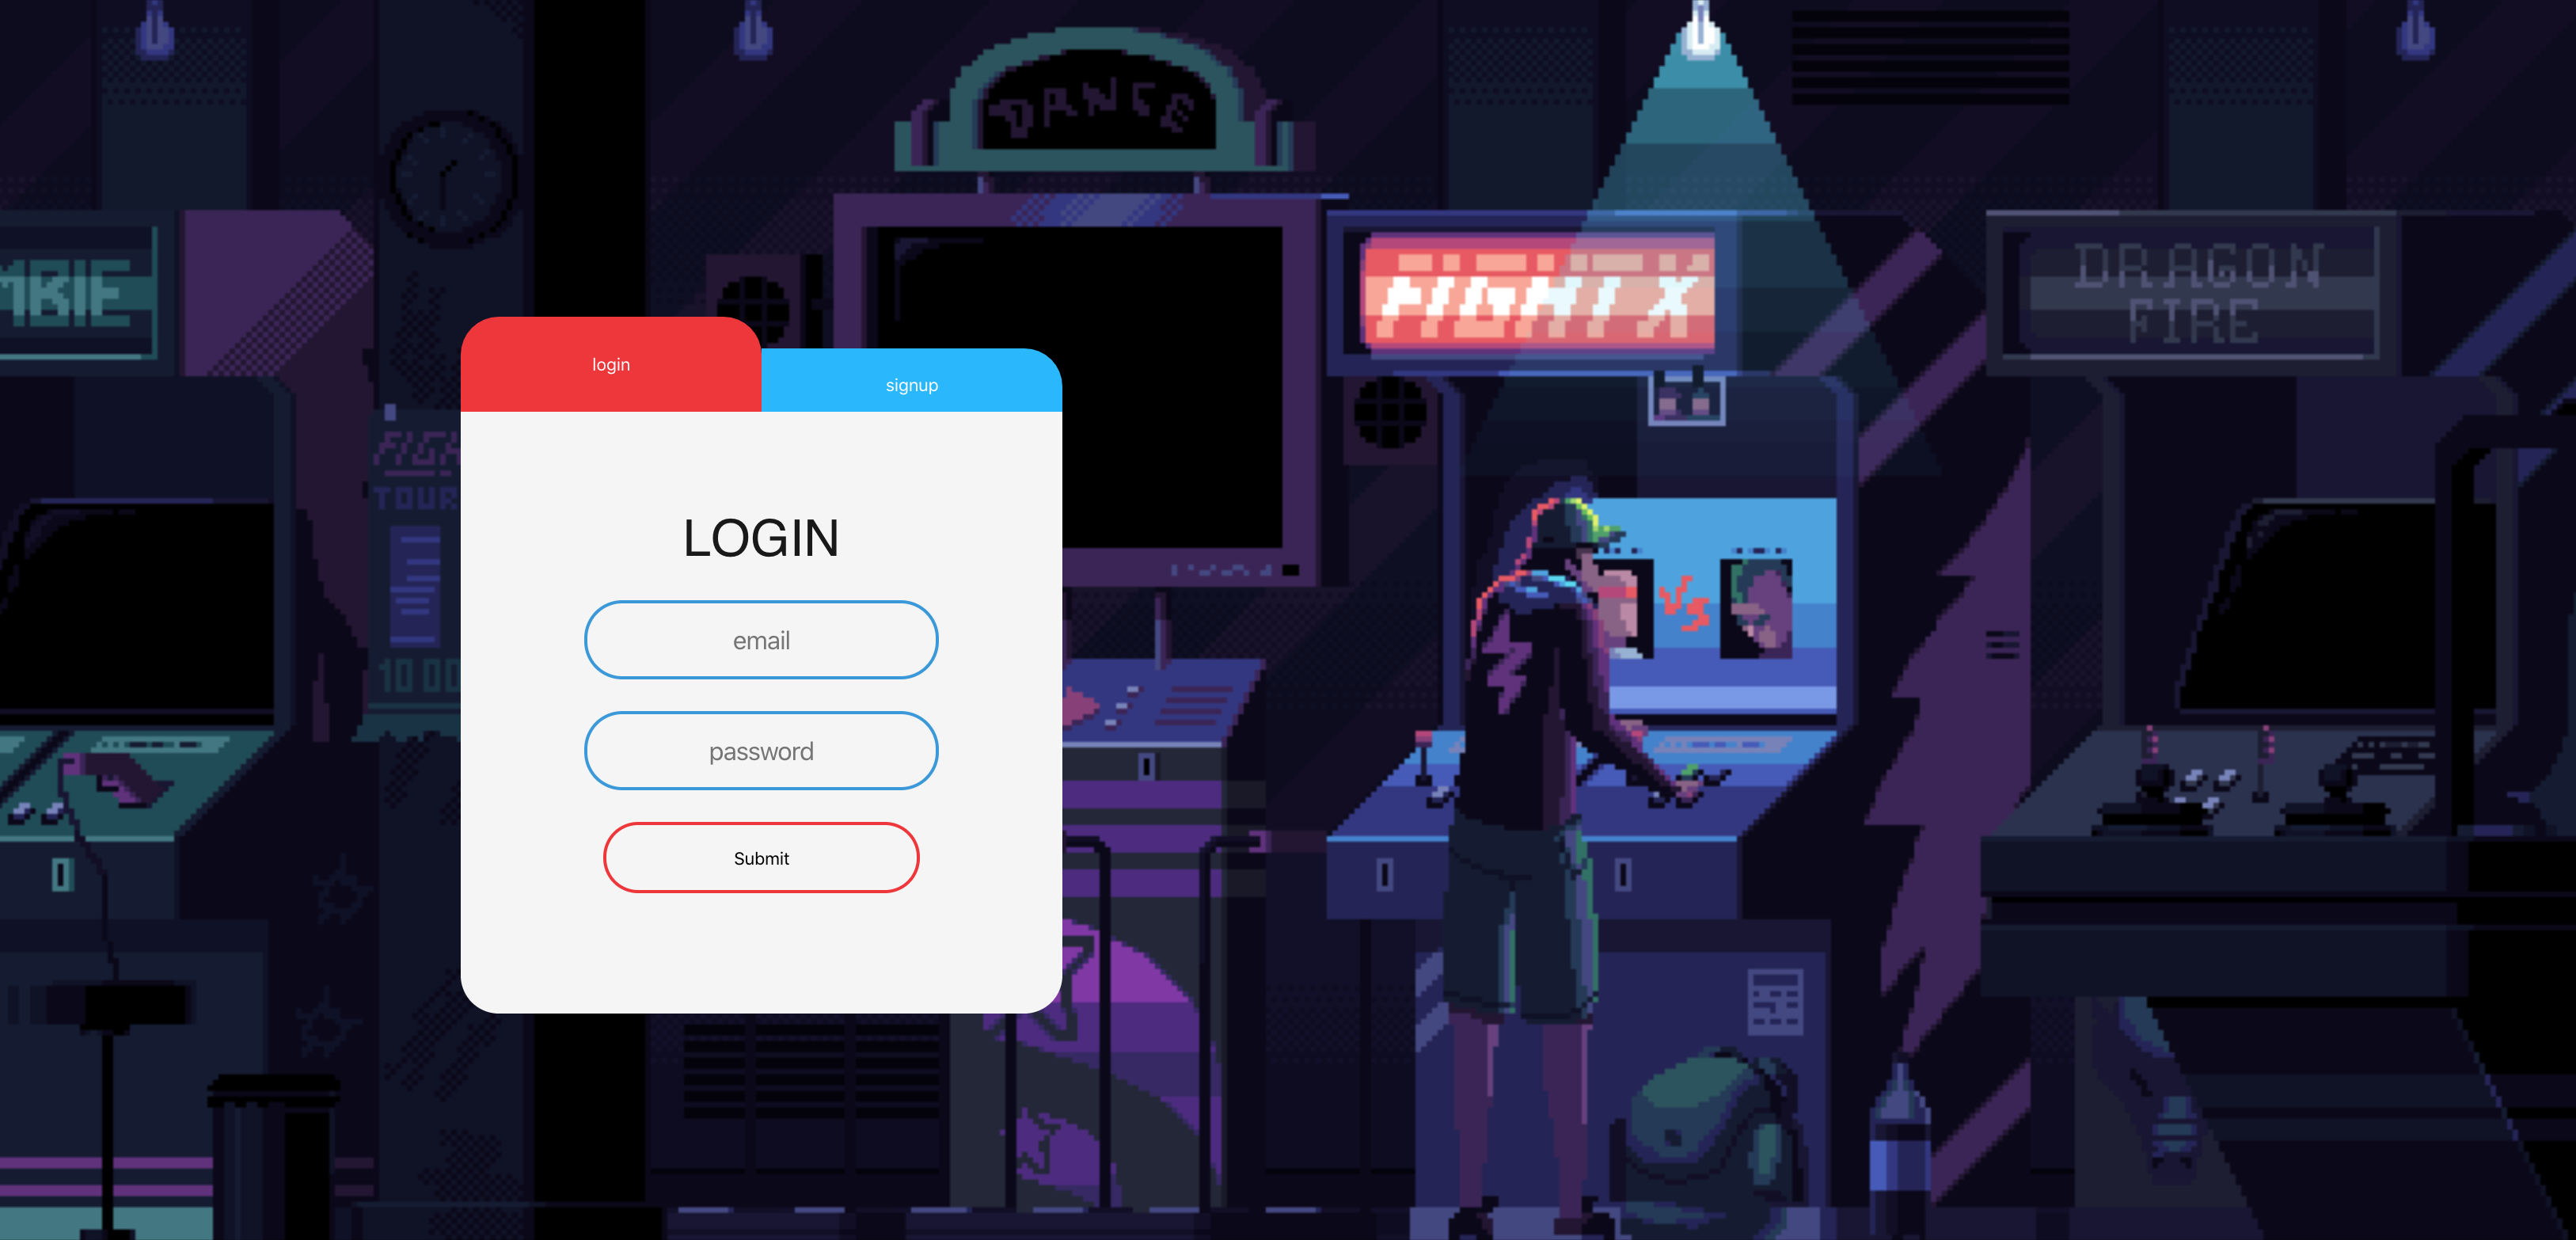 DANCE
MBIE
FIGHT X
DRAGON
FIRE
login
signup
FIGH
TOUR
10 00
LOGIN
email
VS
password
Submit